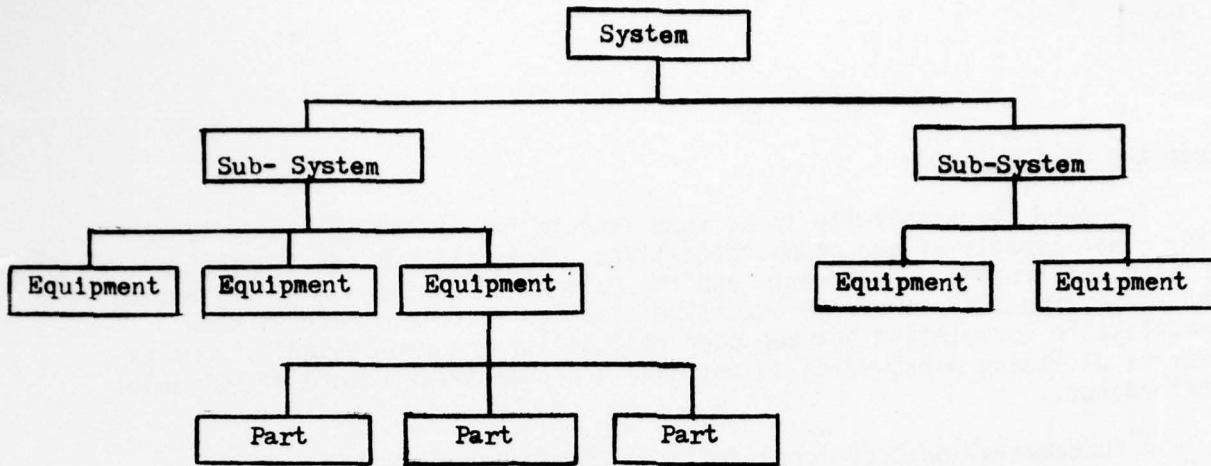 System
Sub- System Sub-System
Equipment Equipment Equipment Equipment Equipment
Part Part Part